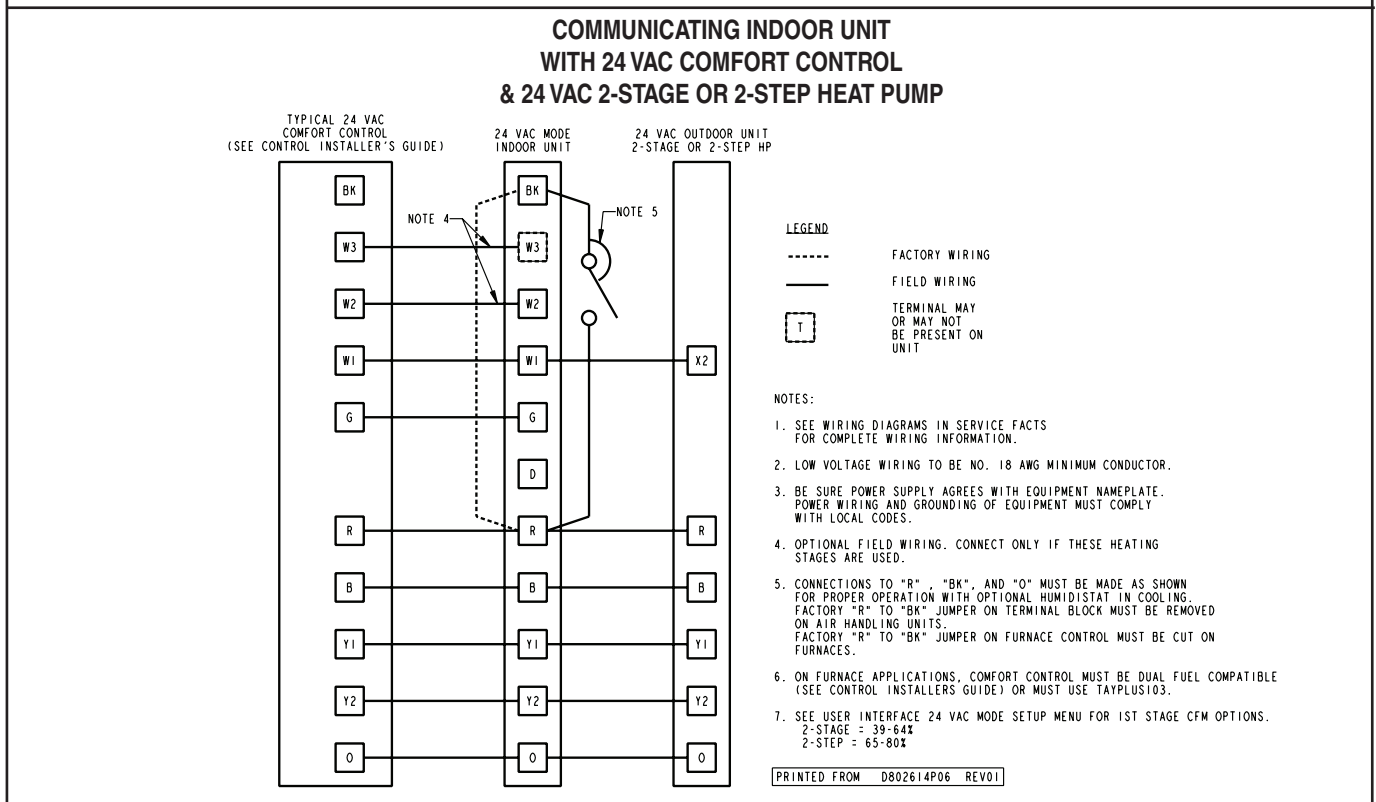 COMMUNICATING INDOOR UNIT
WITH 24 VAC COMFORT CONTROL
& 24 VAC 2-STAGE OR 2-STEP HEAT PUMP
TYPICAL 24 VAC
COMFORT CONTROL
(SEE CONTROL INSTALLER'S GUIDE)
24 VAC MODE
INDOOR UNIT
24 VAC OUTDOOR UNIT
2-STAGE OR 2-STEP HP
BK
BK
NOTE 4
NOTE 5
W3
W3
W2
W2
W1
W1
X2
G
G
D
R
R
R
B
B
B
Y1
Y1
Y1
Y2
Y2
Y2
O
O
O
LEGEND
FACTORY WIRING
FIELD WIRING
T
TERMINAL MAY
OR MAY NOT
BE PRESENT ON
UNIT
NOTES:
1. SEE WIRING DIAGRAMS IN SERVICE FACTS
FOR COMPLETE WIRING INFORMATION.
2. LOW VOLTAGE WIRING TO BE NO. 18 AWG MINIMUM CONDUCTOR.
3. BE SURE POWER SUPPLY AGREES WITH EQUIPMENT NAMEPLATE.
POWER WIRING AND GROUNDING OF EQUIPMENT MUST COMPLY
WITH LOCAL CODES.
4. OPTIONAL FIELD WIRING. CONNECT ONLY IF THESE HEATING
STAGES ARE USED.
5. CONNECTIONS TO "R" , "BK", AND "O" MUST BE MADE AS SHOWN
FOR PROPER OPERATION WITH OPTIONAL HUMIDISTAT IN COOLING.
FACTORY "R" TO "BK" JUMPER ON TERMINAL BLOCK MUST BE REMOVED
ON AIR HANDLING UNITS.
FACTORY "R" TO "BK" JUMPER ON FURNACE CONTROL MUST BE CUT ON
FURNACES.
6. ON FURNACE APPLICATIONS, COMFORT CONTROL MUST BE DUAL FUEL COMPATIBLE
(SEE CONTROL INSTALLERS GUIDE) OR MUST USE TAYPLUS103.
7. SEE USER INTERFACE 24 VAC MODE SETUP MENU FOR 1ST STAGE CFM OPTIONS.
2-STAGE = 39-64%
2-STEP = 65-80%
PRINTED FROM D802614P06 REV01